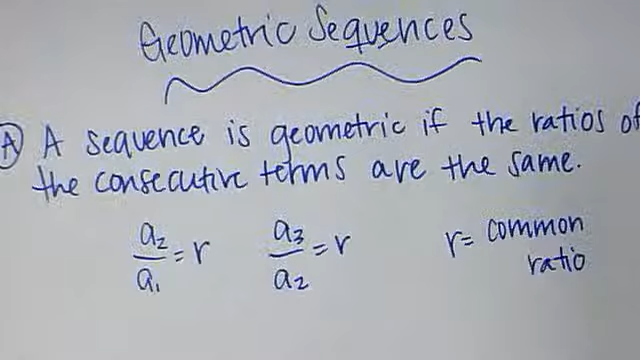 Geometric Sequences
A A sequence is geometric if the ratios of
the consecutive terms are the same.
a₂/a₁ = r a₃/a₂ = r r = common
ratio